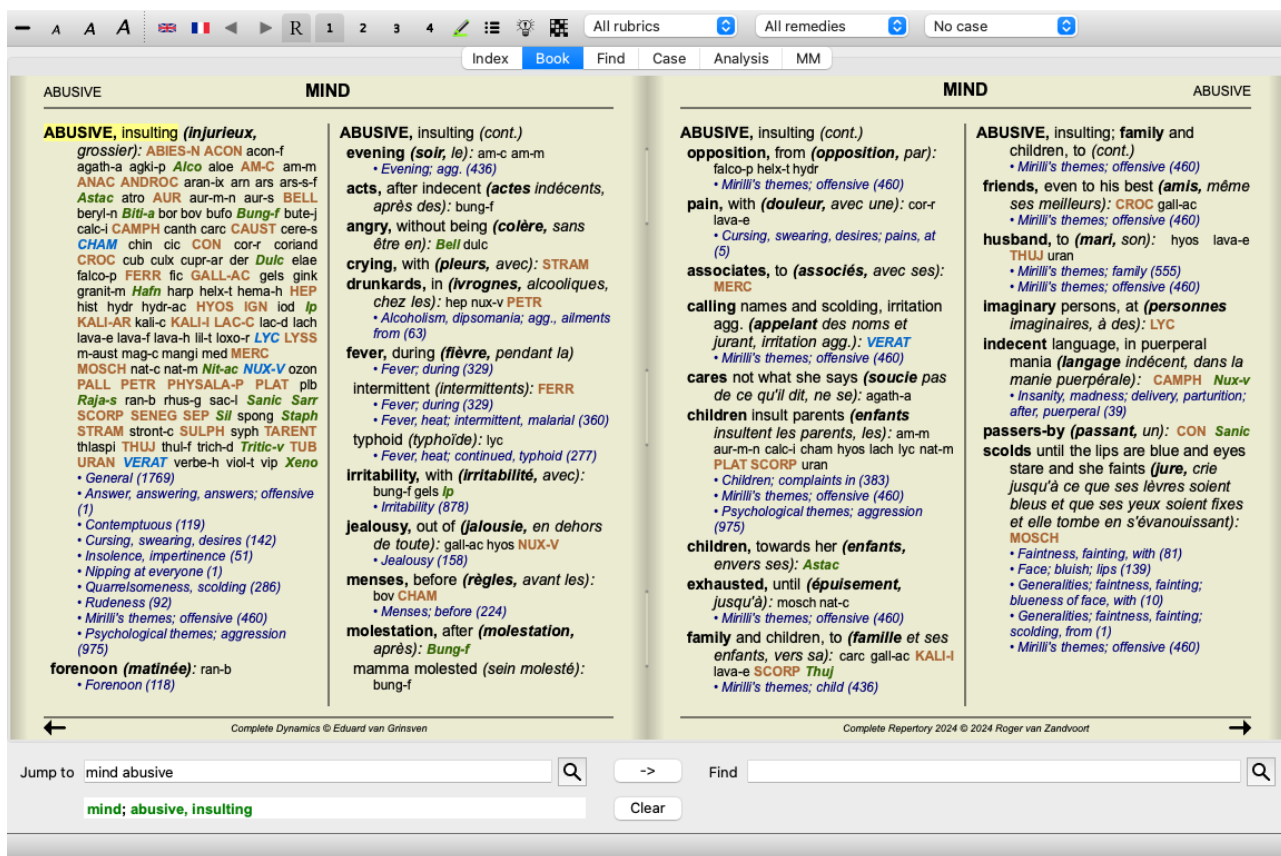 A A A R 1 2 3 4 All rubrics All remedies No case
Index Book Find Case Analysis MM
ABUSIVE MIND
ABUSIVE, insulting (injurieux,
grossier): ABIES-N ACON acon-f
agath-a agki-p Alco aloe AM-C am-m
ANAC ANDROC aran-ix arn ars ars-s-f
Astac atro AUR aur-m-n aur-s BELL
beryl-n Biti-a bor bov bufo Bung-f bute-j
calc-i CAMPH canth carc CAUST cere-s
CHAM chin cic CON cor-r coriand
CROC cub culx cupr-ar der Dulc elae
falco-p FERR fic GALL-AC gels gink
granit-m Hafn harp helx-t hema-h HEP
hist hydr hydr-ac HYOS IGN iod Ip
KALI-AR kali-c KALI-I LAC-C lac-d lach
lava-e lava-f lava-h lil-t loxo-r LYC LYSS
m-aust mag-c mangi med MERC
MOSCH nat-c nat-m Nit-ac NUX-V ozon
PALL PETR PHYSALA-P PLAT plb
Raja-s ran-b rhus-g sac-l Sanic Sarr
SCORP SENEG SEP Sil spong Staph
STRAM stront-c SULPH syph TARENT
thlaspi THUJ thul-f trich-d Tritic-v TUB
URAN VERAT verbe-h viol-t vip Xeno
• General (1769)
• Answer, answering, answers; offensive
(1)
• Contemptuous (119)
• Cursing, swearing, desires (142)
• Insolence, impertinence (51)
• Nipping at everyone (1)
• Quarrelsomeness, scolding (286)
• Rudeness (92)
• Mirilli's themes; offensive (460)
• Psychological themes; aggression
(975)
forenoon (matinée): ran-b
• Forenoon (118)
ABUSIVE, insulting (cont.)
evening (soir, le): am-c am-m
• Evening; agg. (436)
acts, after indecent (actes indécents,
après des): bung-f
angry, without being (colère, sans
être en): Bell dulc
crying, with (pleurs, avec): STRAM
drunkards, in (ivrognes, alcooliques,
chez les): hep nux-v PETR
• Alcoholism, dipsomania; agg., ailments
from (63)
fever, during (fièvre, pendant la)
• Fever; during (329)
intermittent (intermittents): FERR
• Fever; during (329)
• Fever, heat; intermittent, malarial (360)
typhoid (typhoïde): lyc
• Fever, heat; continued, typhoid (277)
irritability, with (irritabilité, avec):
bung-f gels Ip
• Irritability (878)
jealousy, out of (jalousie, en dehors
de toute): gall-ac hyos NUX-V
• Jealousy (158)
menses, before (règles, avant les):
bov CHAM
• Menses; before (224)
molestation, after (molestation,
après): Bung-f
mamma molested (sein molesté):
bung-f
Complete Dynamics © Eduard van Grinsven
MIND ABUSIVE
ABUSIVE, insulting (cont.)
opposition, from (opposition, par):
falco-p helx-t hydr
• Mirilli's themes; offensive (460)
pain, with (douleur, avec une): cor-r
lava-e
• Cursing, swearing, desires; pains, at
(5)
associates, to (associés, avec ses):
MERC
calling names and scolding, irritation
agg. (appelant des noms et
jurant, irritation agg.): VERAT
• Mirilli's themes; offensive (460)
cares not what she says (soucie pas
de ce qu'il dit, ne se): agath-a
children insult parents (enfants
insultent les parents, les): am-m
aur-m-n calc-i cham hyos lach lyc nat-m
PLAT SCORP uran
• Children; complaints in (383)
• Mirilli's themes; offensive (460)
• Psychological themes; aggression
(975)
children, towards her (enfants,
envers ses): Astac
exhausted, until (épuisement,
jusqu'à): mosch nat-c
• Mirilli's themes; offensive (460)
family and children, to (famille et ses
enfants, vers sa): carc gall-ac KALI-I
lava-e SCORP Thuj
• Mirilli's themes; child (436)
ABUSIVE, insulting; family and
children, to (cont.)
• Mirilli's themes; offensive (460)
friends, even to his best (amis, même
ses meilleurs): CROC gall-ac
• Mirilli's themes; offensive (460)
husband, to (mari, son): hyos lava-e
THUJ uran
• Mirilli's themes; family (555)
• Mirilli's themes; offensive (460)
imaginary persons, at (personnes
imaginaires, à des): LYC
indecent language, in puerperal
mania (langage indécent, dans la
manie puerpérale): CAMPH Nux-v
• Insanity, madness; delivery, parturition;
after, puerperal (39)
passers-by (passant, un): CON Sanic
scolds until the lips are blue and eyes
stare and she faints (jure, crie
jusqu'à ce que ses lèvres soient
bleus et que ses yeux soient fixes
et elle tombe en s'évanouissant):
MOSCH
• Faintness, fainting, with (81)
• Face; bluish; lips (139)
• Generalities; faintness, fainting;
blueness of face, with (10)
• Generalities; faintness, fainting;
scolding, from (1)
• Mirilli's themes; offensive (460)
Complete Repertory 2024 © 2024 Roger van Zandvoort
Jump to mind abusive -> Find
mind; abusive, insulting Clear